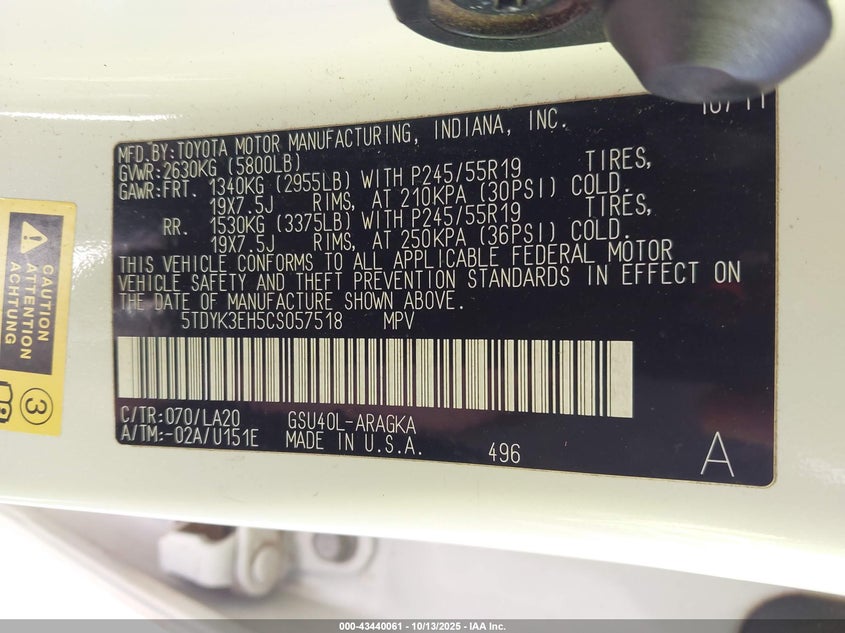 MFD.BY:TOYOTA MOTOR MANUFACTURING, INDIANA, INC.
GVWR:2630KG (5800LB)
GAWR:FRT. 1340KG (2955LB) WITH P245/55R19 TIRES,
19X7.5J RIMS, AT 210KPA (30PSI) COLD.
RR. 1530KG (3375LB) WITH P245/55R19 TIRES,
19X7.5J RIMS, AT 250KPA (36PSI) COLD.
THIS VEHICLE CONFORMS TO ALL APPLICABLE FEDERAL MOTOR
VEHICLE SAFETY AND THEFT PREVENTION STANDARDS IN EFFECT ON
THE DATE OF MANUFACTURE SHOWN ABOVE.
5TDYK3EH5CS057518 MPV
C/TR:070/LA20 GSU40L-ARAGKA
A/TM:-02A/U151E MADE IN U.S.A. 496 A
CAUTION
ATTENTION
ACHTUNG
3
000-43440061 - 10/13/2025 - IAA Inc.